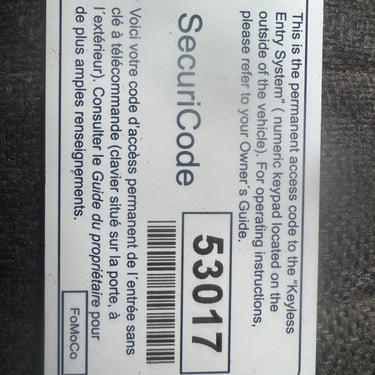 This is the permanent access code to the "Keyless
Entry System" ( numeric keypad located on the
outside of the vehicle). For operating instructions,
please refer to your Owner's Guide.
SecuriCode
53017
Voici votre code d'accès permanent de l'entrée sans
clé à télécommande (clavier situé sur la porte, à
l'extérieur). Consulter le Guide du propriétaire pour
de plus amples renseignements.
FoMoCo